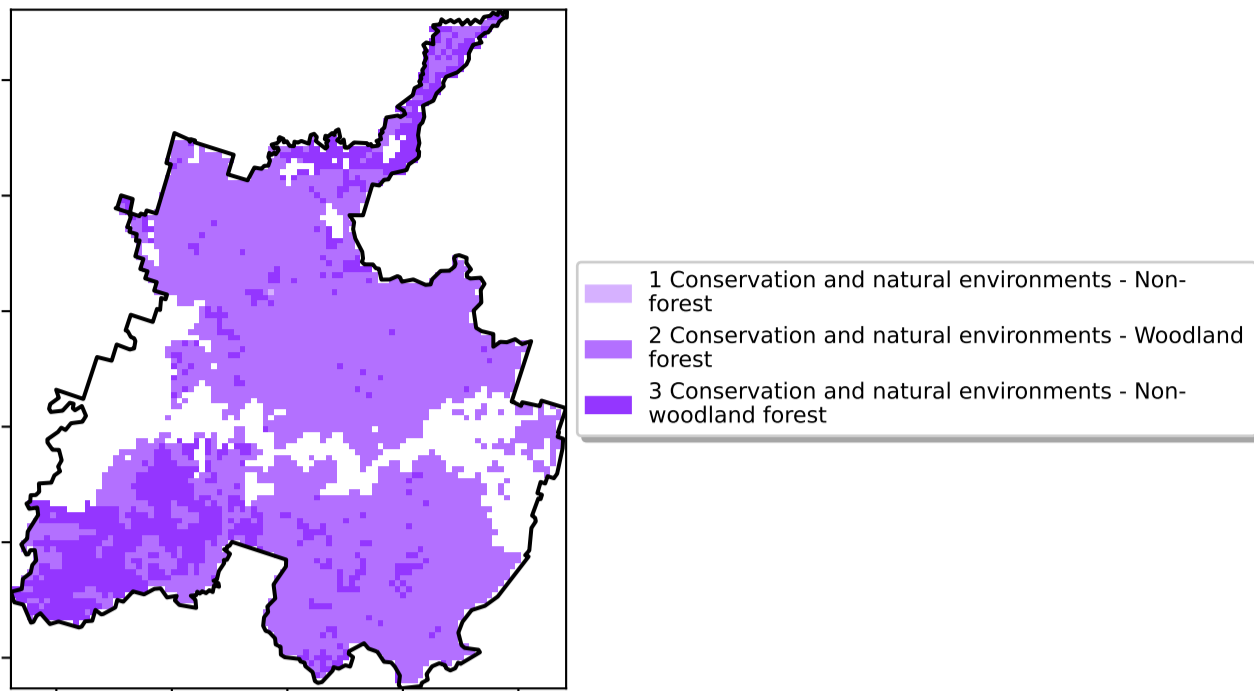 1 Conservation and natural environments - Non-
forest
2 Conservation and natural environments - Woodland
forest
3 Conservation and natural environments - Non-
woodland forest